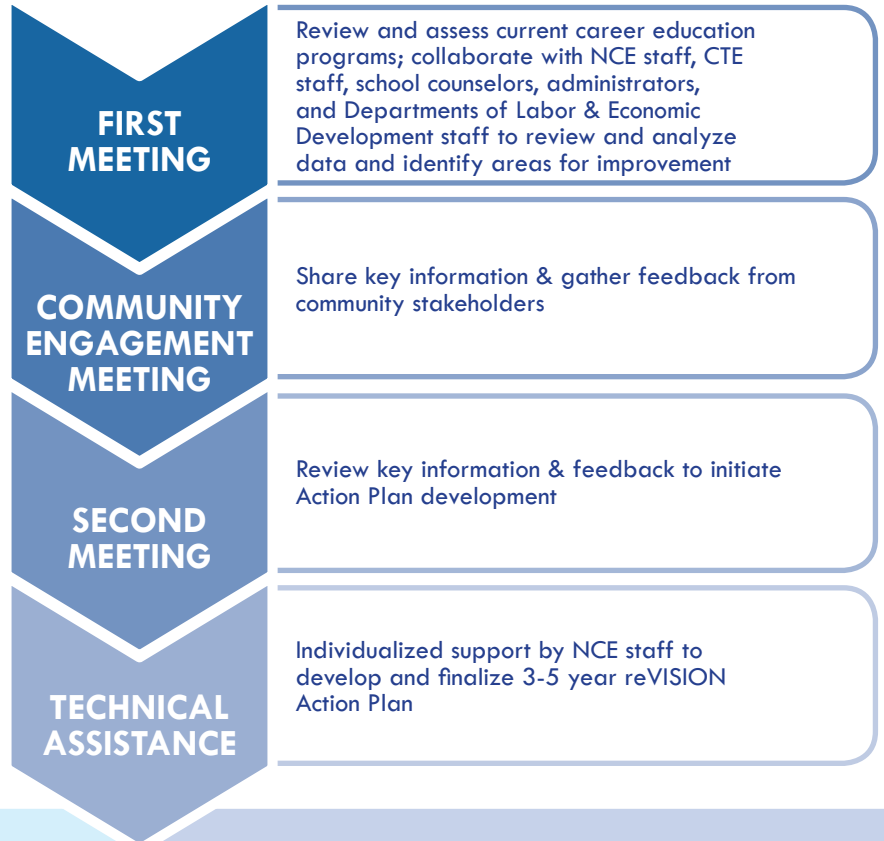 FIRST
MEETING
Review and assess current career education
programs; collaborate with NCE staff, CTE
staff, school counselors, administrators,
and Departments of Labor & Economic
Development staff to review and analyze
data and identify areas for improvement
COMMUNITY
ENGAGEMENT
MEETING
Share key information & gather feedback from
community stakeholders
SECOND
MEETING
Review key information & feedback to initiate
Action Plan development
TECHNICAL
ASSISTANCE
Individualized support by NCE staff to
develop and finalize 3-5 year reVISION
Action Plan